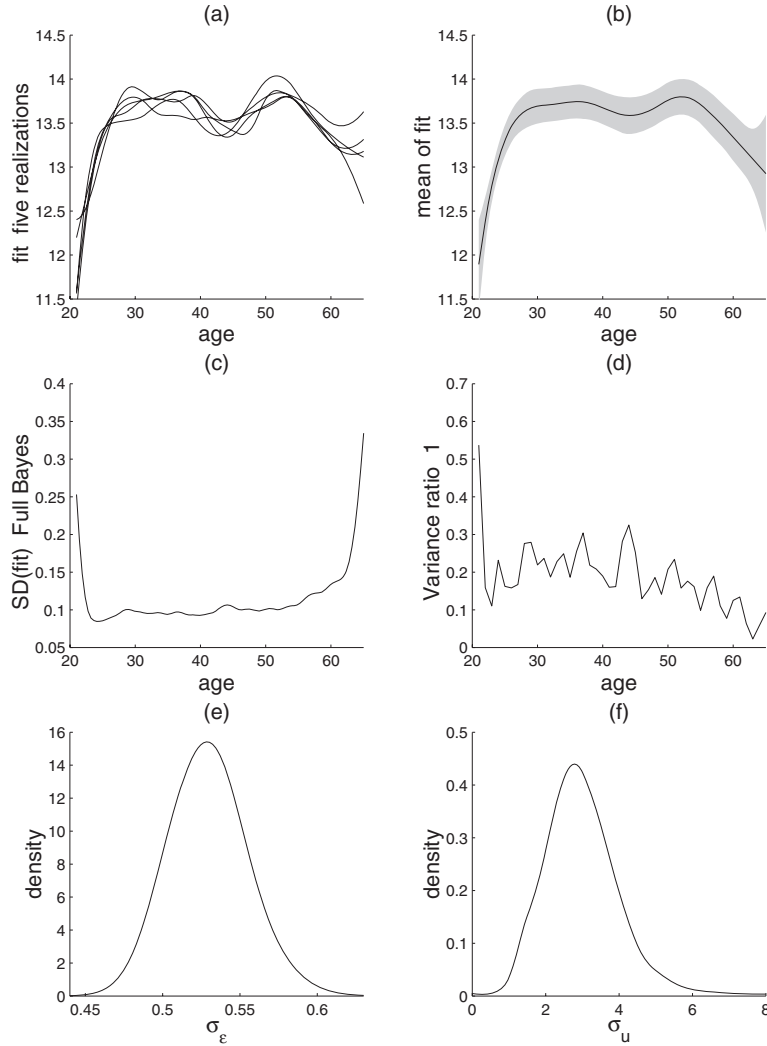 (a)
14.5
14
13.5
13
12.5
12
11.5
20 30 40 50 60
fit five realizations
age
(b)
14.5
14
13.5
13
12.5
12
11.5
20 30 40 50 60
mean of fit
age
(c)
0.4
0.35
0.3
0.25
0.2
0.15
0.1
0.05
20 30 40 50 60
SD(fit) Full Bayes
age
(d)
0.7
0.6
0.5
0.4
0.3
0.2
0.1
0
20 30 40 50 60
Variance ratio 1
age
(e)
16
14
12
10
8
6
4
2
0
0.45 0.5 0.55 0.6
density
σε
(f)
0.5
0.4
0.3
0.2
0.1
0
0 2 4 6 8
density
σu